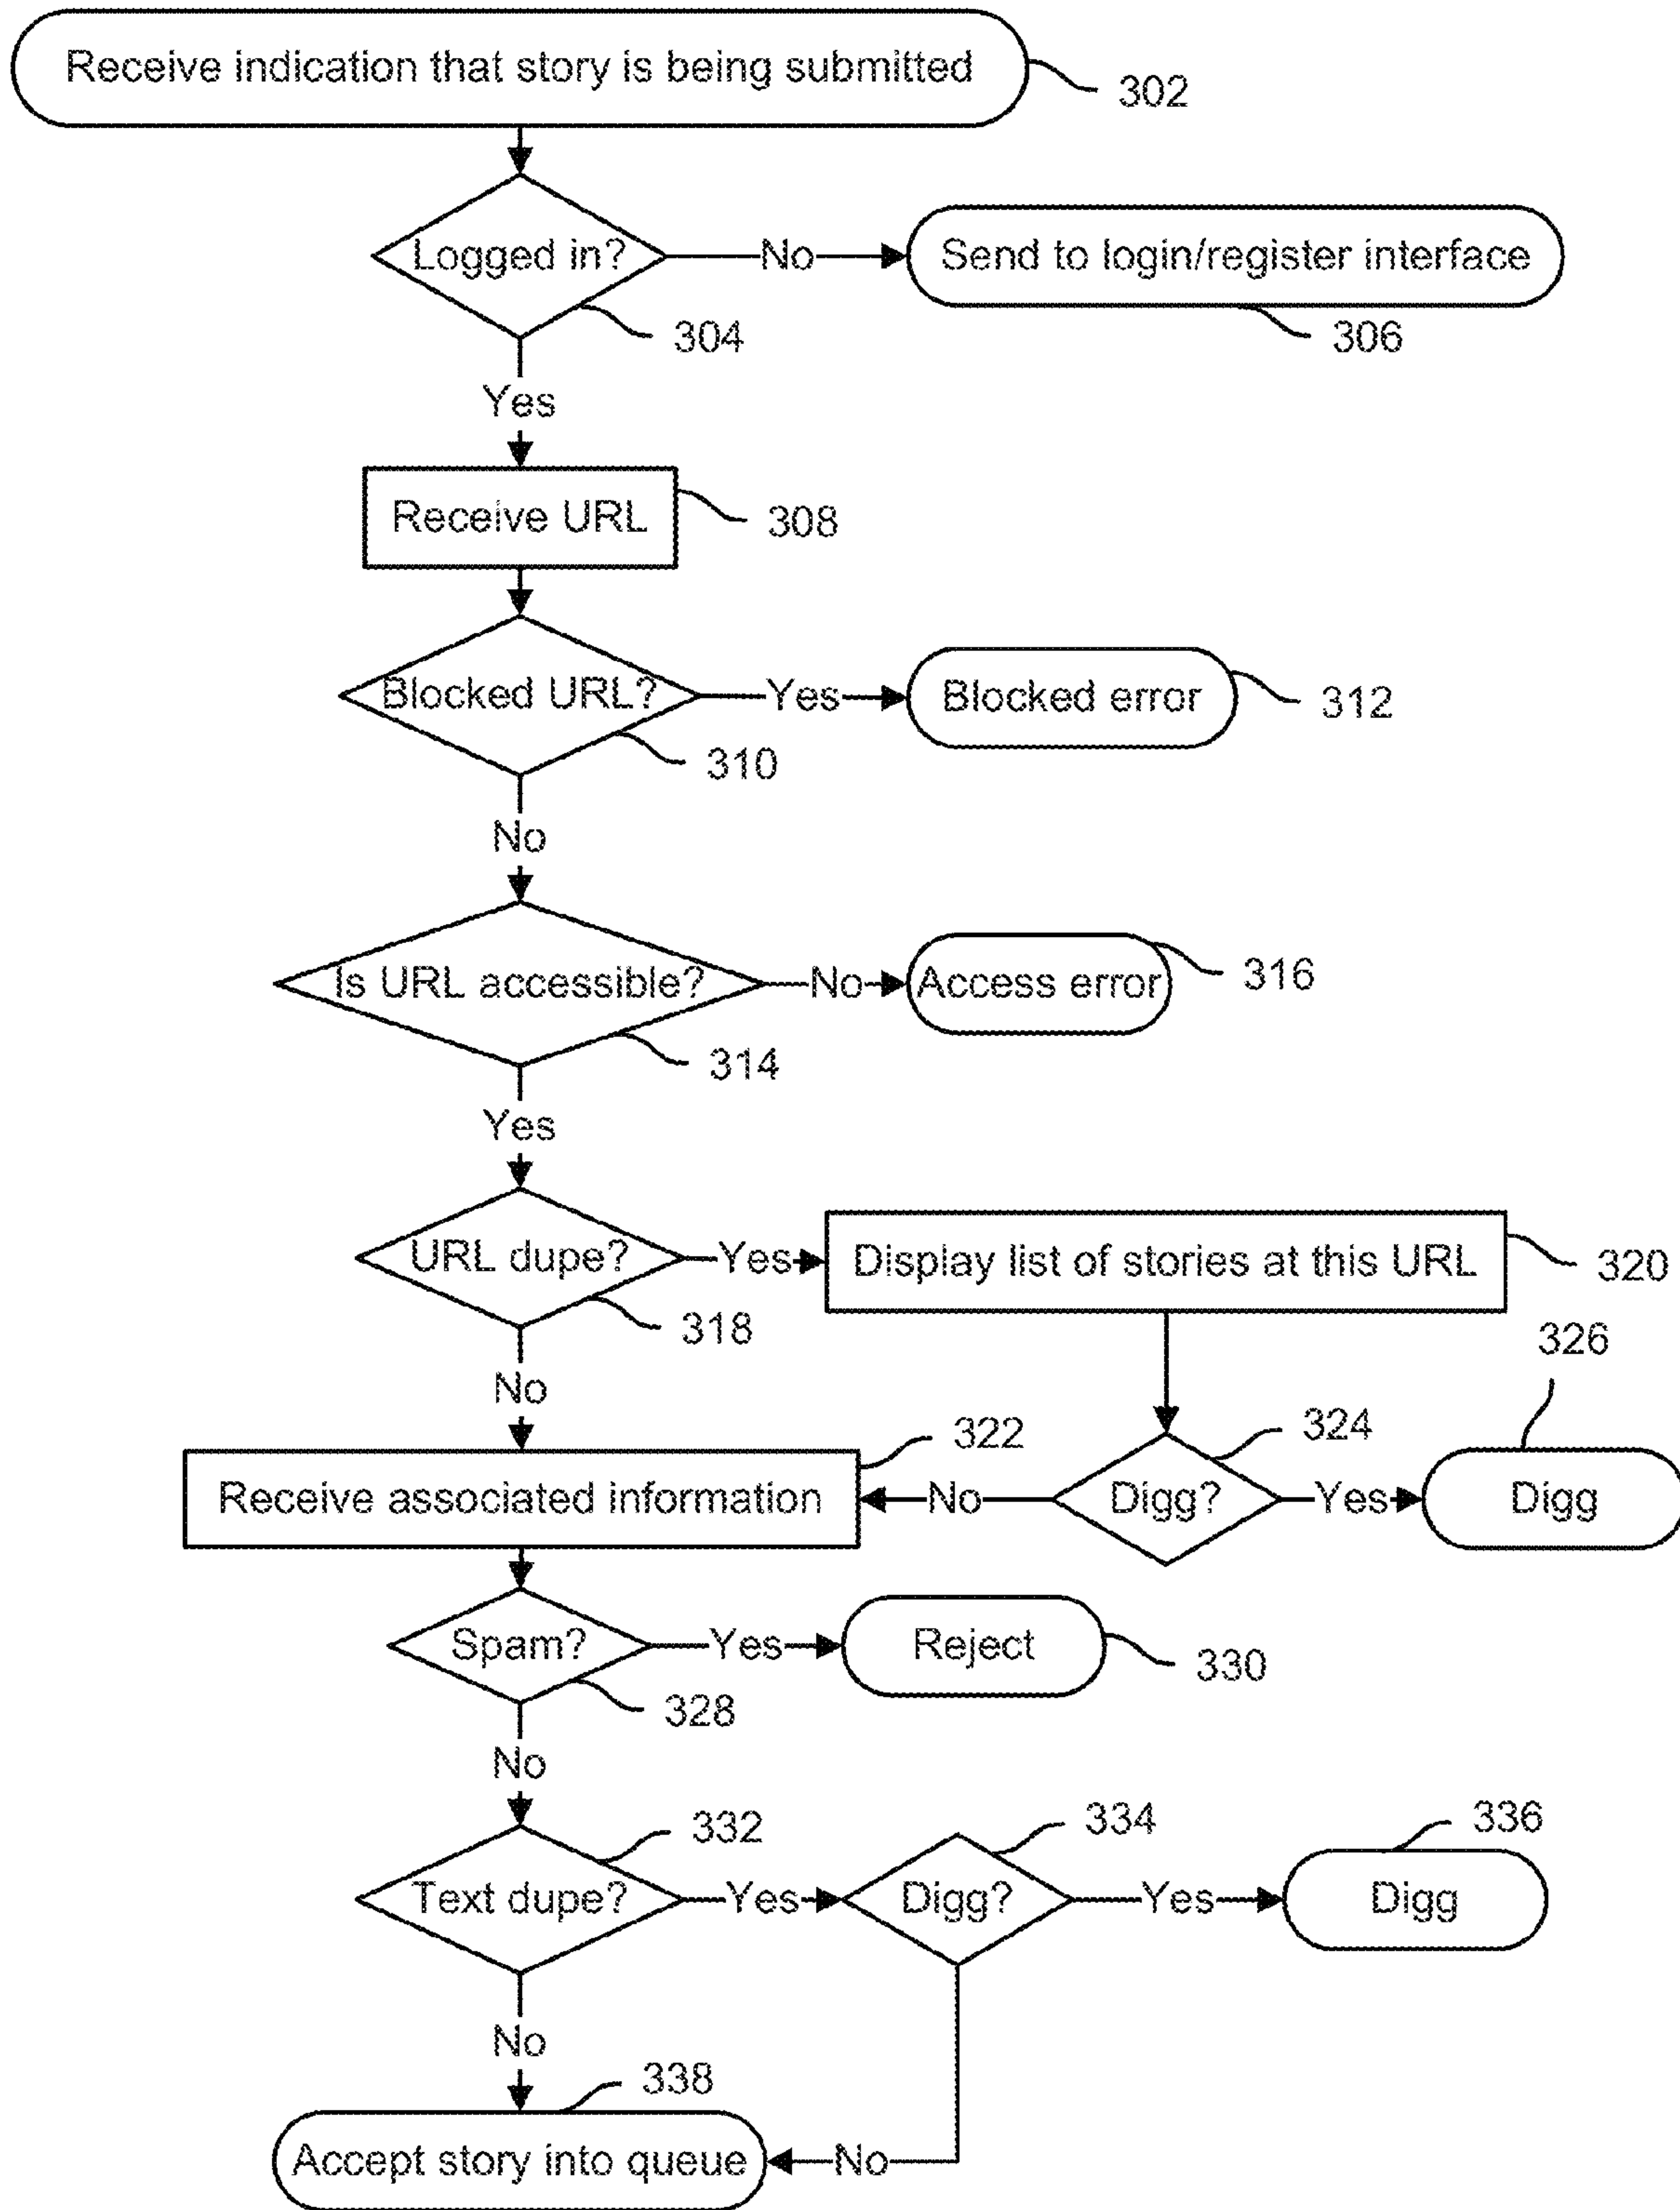 Receive indication that story is being submitted
302
Logged in?
No
Send to login/register interface
304
306
Yes
Receive URL
308
Blocked URL?
Yes
Blocked error
312
310
No
Is URL accessible?
No
Access error
316
314
Yes
URL dupe?
Yes
Display list of stories at this URL
320
318
326
No
322
324
Receive associated information
No
Digg?
Yes
Digg
Spam?
Yes
Reject
330
328
No
332
334
336
Text dupe?
Yes
Digg?
Yes
Digg
No
338
Accept story into queue
No